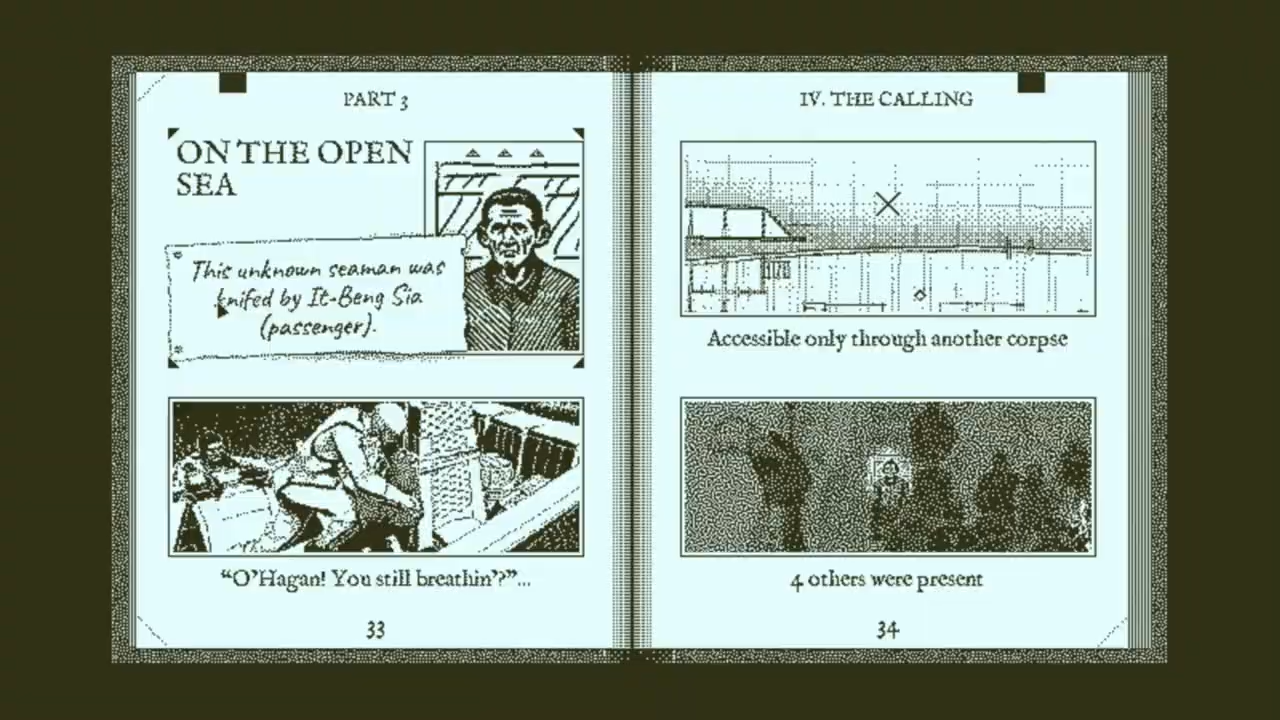 PART 3
ON THE OPEN
SEA
This unknown seaman was
knifed by It-Beng Sia
(passenger).
“O’Hagan! You still breathin’?”...
33
IV. THE CALLING
Accessible only through another corpse
4 others were present
34